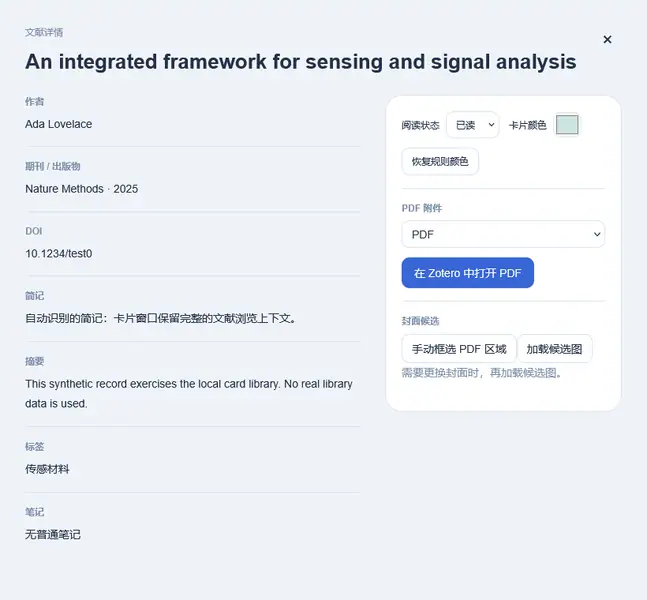 文献详情
×
An integrated framework for sensing and signal analysis
作者
Ada Lovelace
期刊 / 出版物
Nature Methods · 2025
DOI
10.1234/test0
简记
自动识别的简记：卡片窗口保留完整的文献浏览上下文。
摘要
This synthetic record exercises the local card library. No real library
data is used.
标签
传感材料
笔记
无普通笔记
阅读状态 已读 卡片颜色
恢复规则颜色
PDF 附件
PDF
在 Zotero 中打开 PDF
封面候选
手动框选 PDF 区域 加载候选图
需要更换封面时，再加载候选图。